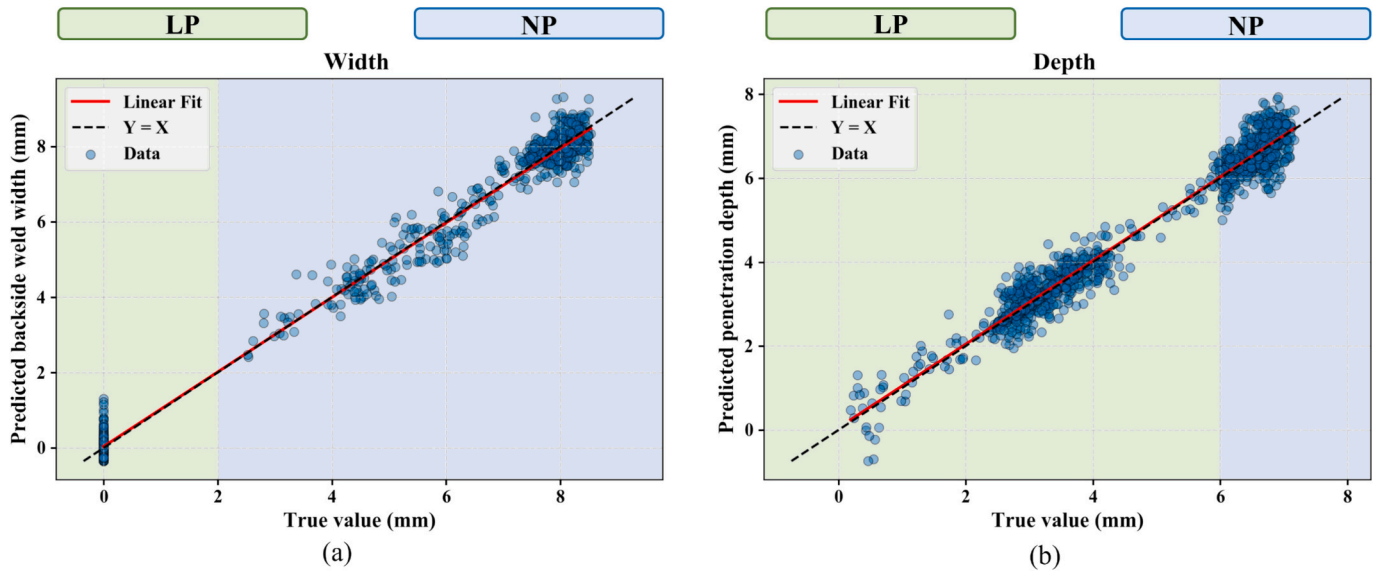 LP
NP
Width
Predicted backside weld width (mm)
Linear Fit
Y = X
Data
8
6
4
2
0
0
2
4
6
8
True value (mm)
(a)
LP
NP
Depth
Predicted penetration depth (mm)
Linear Fit
Y = X
Data
8
6
4
2
0
0
2
4
6
8
True value (mm)
(b)